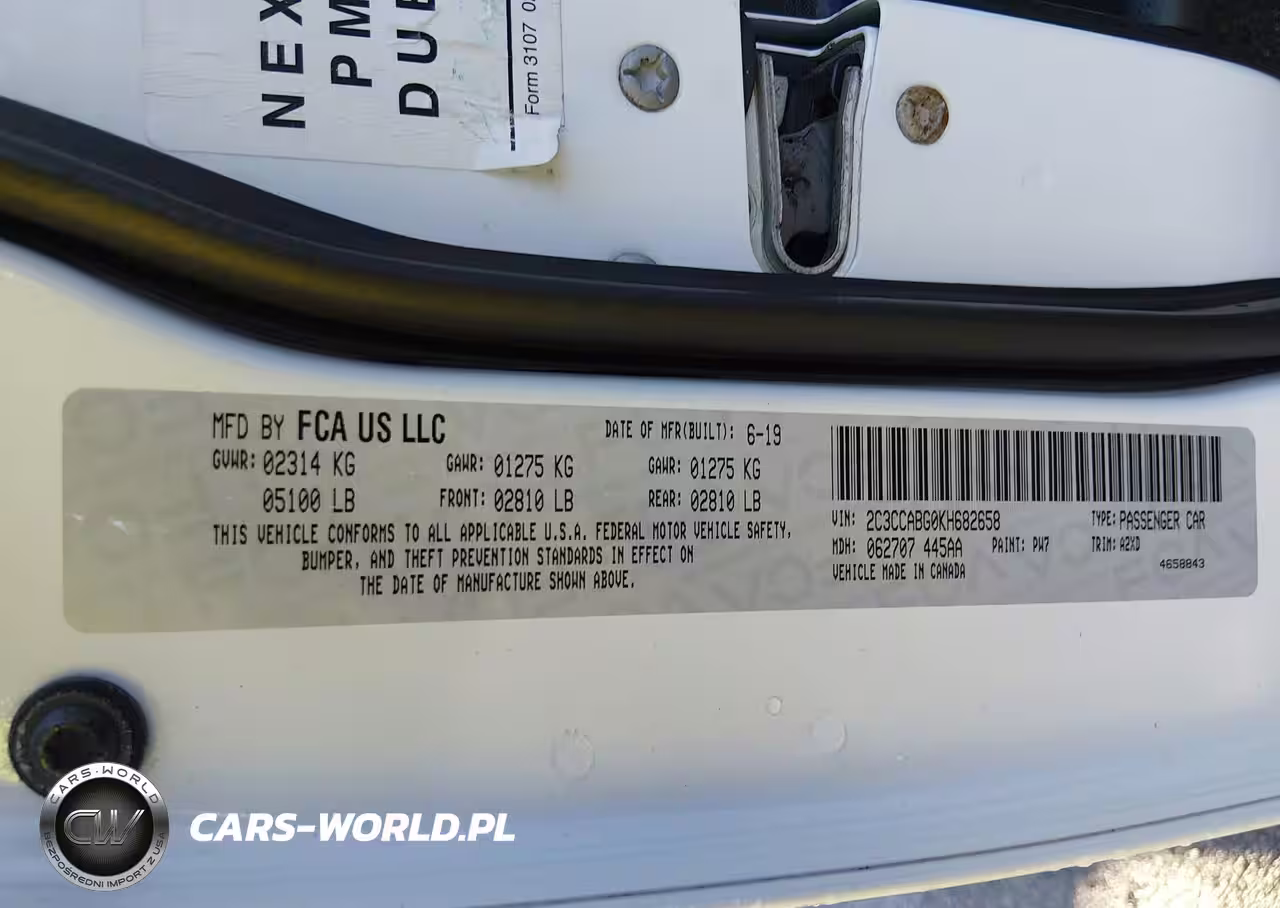 NEX
PM
DUE
Form 3107
MFD BY FCA US LLC
DATE OF MFR(BUILT): 6-19
GVWR: 02314 KG GAWR: 01275 KG GAWR: 01275 KG
05100 LB FRONT: 02810 LB REAR: 02810 LB
THIS VEHICLE CONFORMS TO ALL APPLICABLE U.S.A. FEDERAL MOTOR VEHICLE SAFETY,
BUMPER, AND THEFT PREVENTION STANDARDS IN EFFECT ON
THE DATE OF MANUFACTURE SHOWN ABOVE.
VIN: 2C3CCABG0KH682658 TYPE: PASSENGER CAR
MDH: 062707 445AA PAINT: PW7 TRIM: A2XD
VEHICLE MADE IN CANADA 4658843
CARS-WORLD
CW
BEZPOŚREDNI IMPORT Z USA
CARS-WORLD.PL